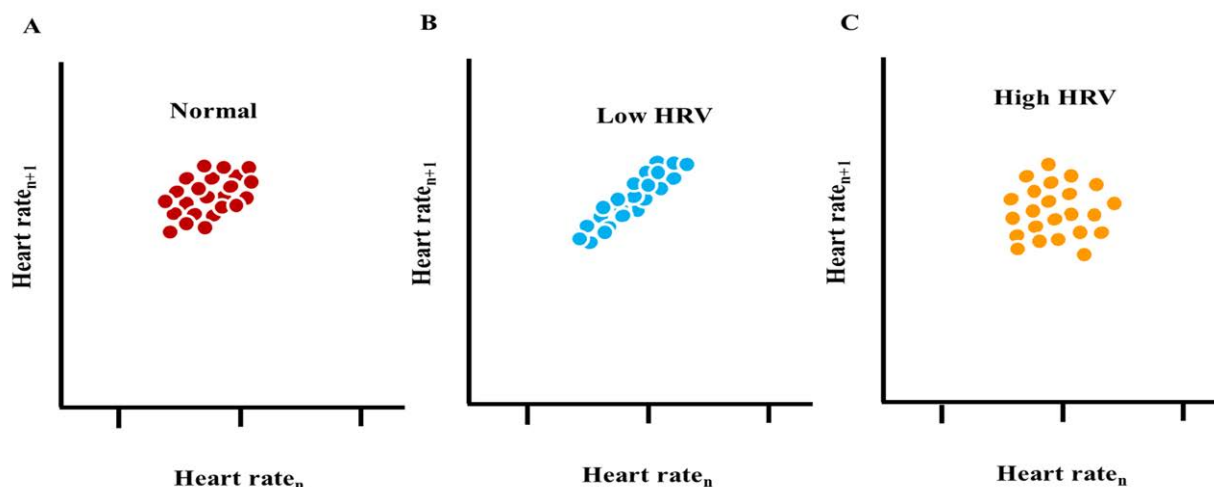 A
B
C
Normal
Low HRV
High HRV
Heart rateₙ₊₁
Heart rateₙ₊₁
Heart rateₙ₊₁
Heart rateₙ
Heart rateₙ
Heart rateₙ